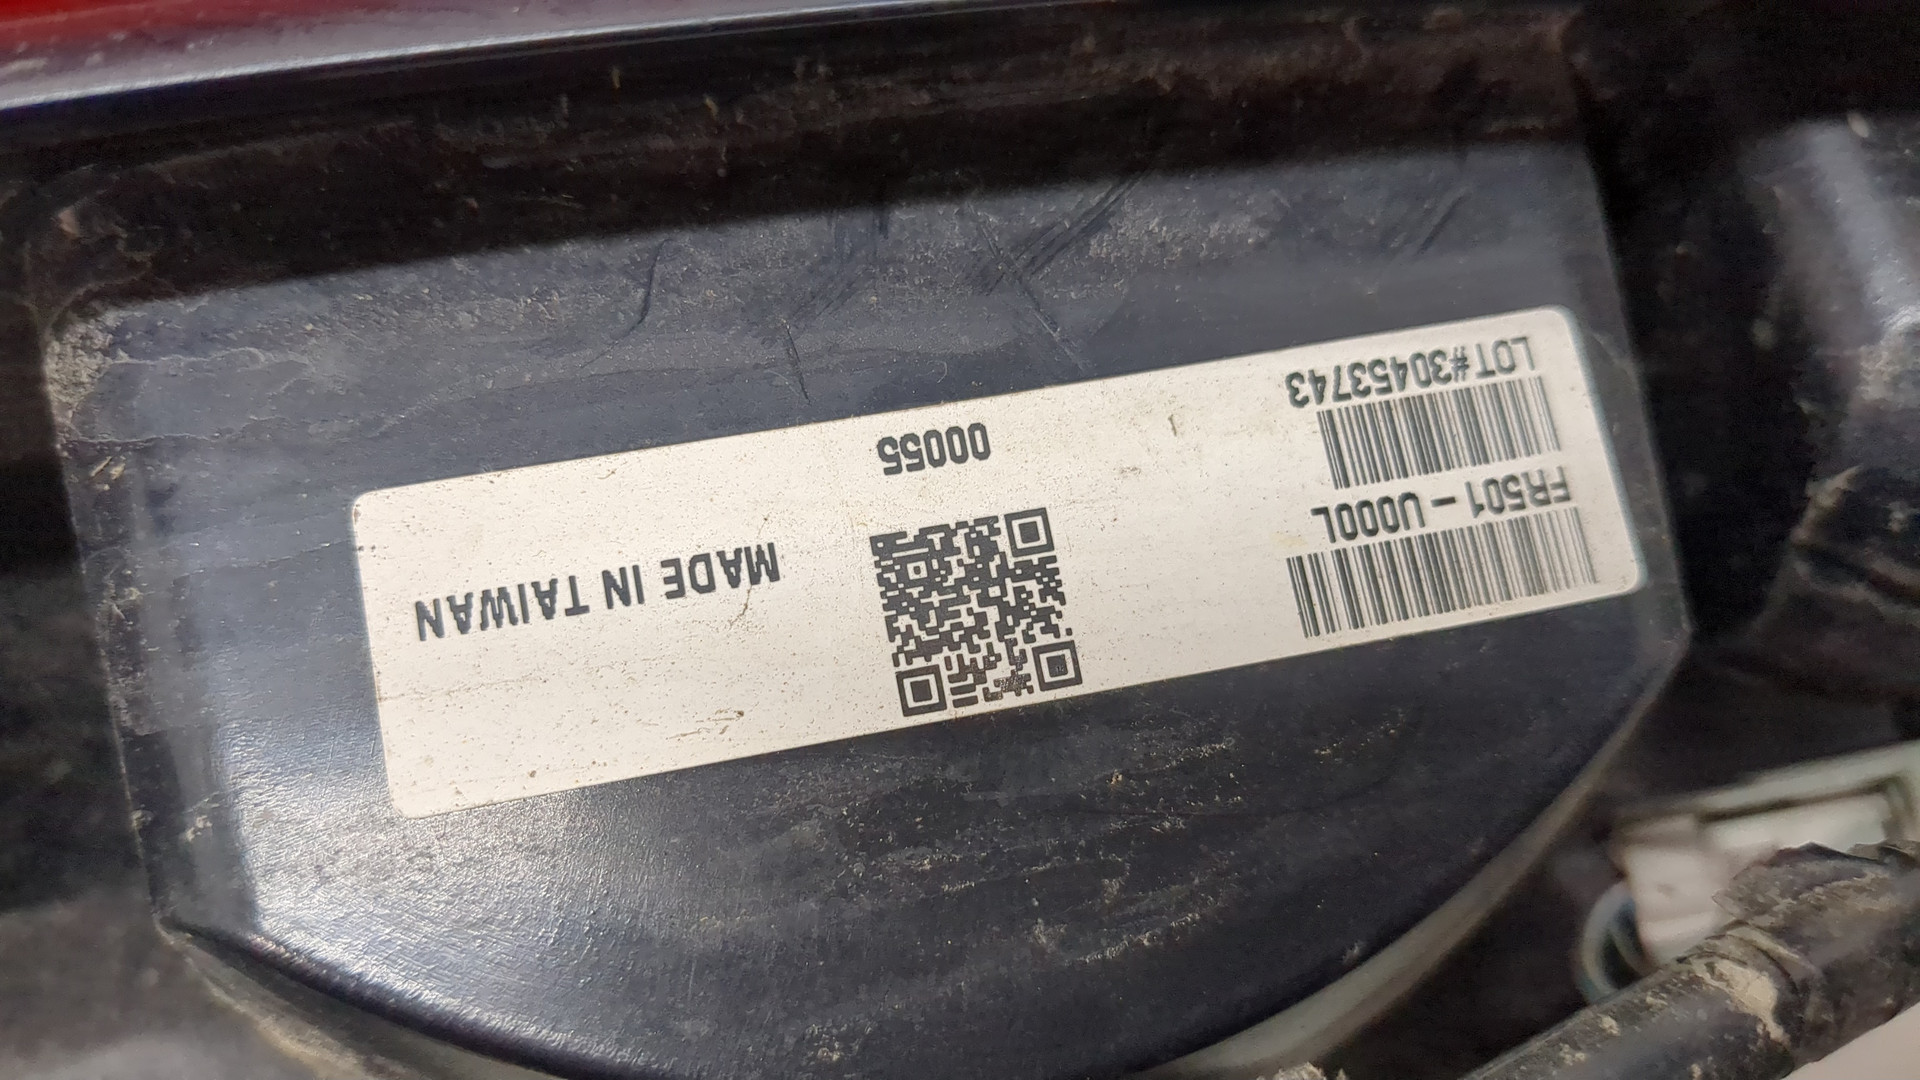 FR501-U000L
LOT#30453743
00055
MADE IN TAIWAN